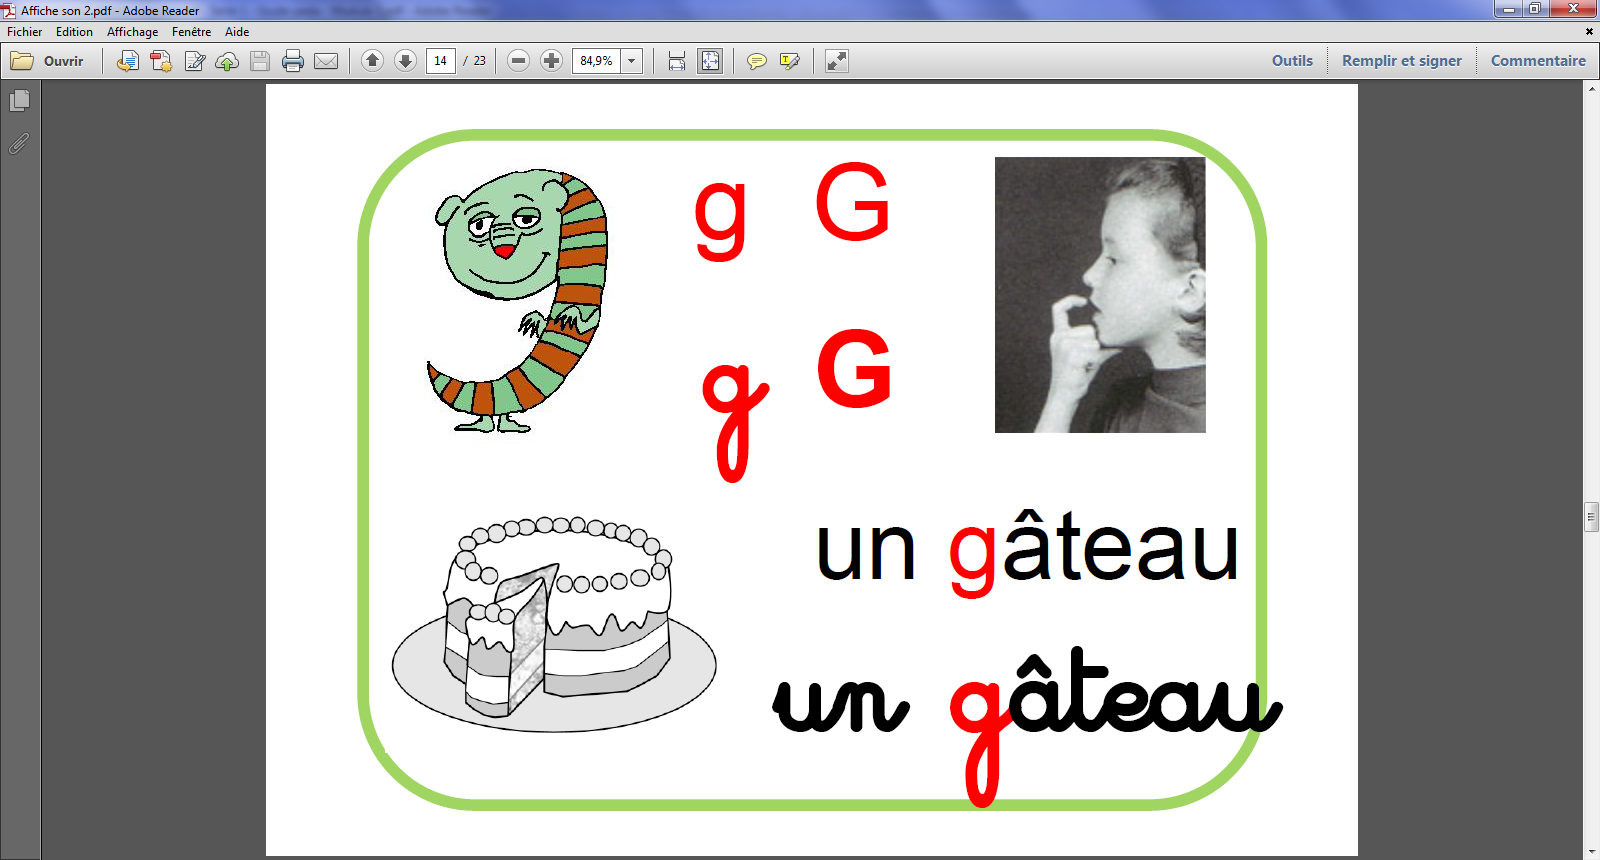 Affiche son 2.pdf - Adobe Reader
Fichier Edition Affichage Fenêtre Aide
Ouvrir 14 / 23 84,9% Outils Remplir et signer Commentaire
g G
g G
un gâteau
un gâteau